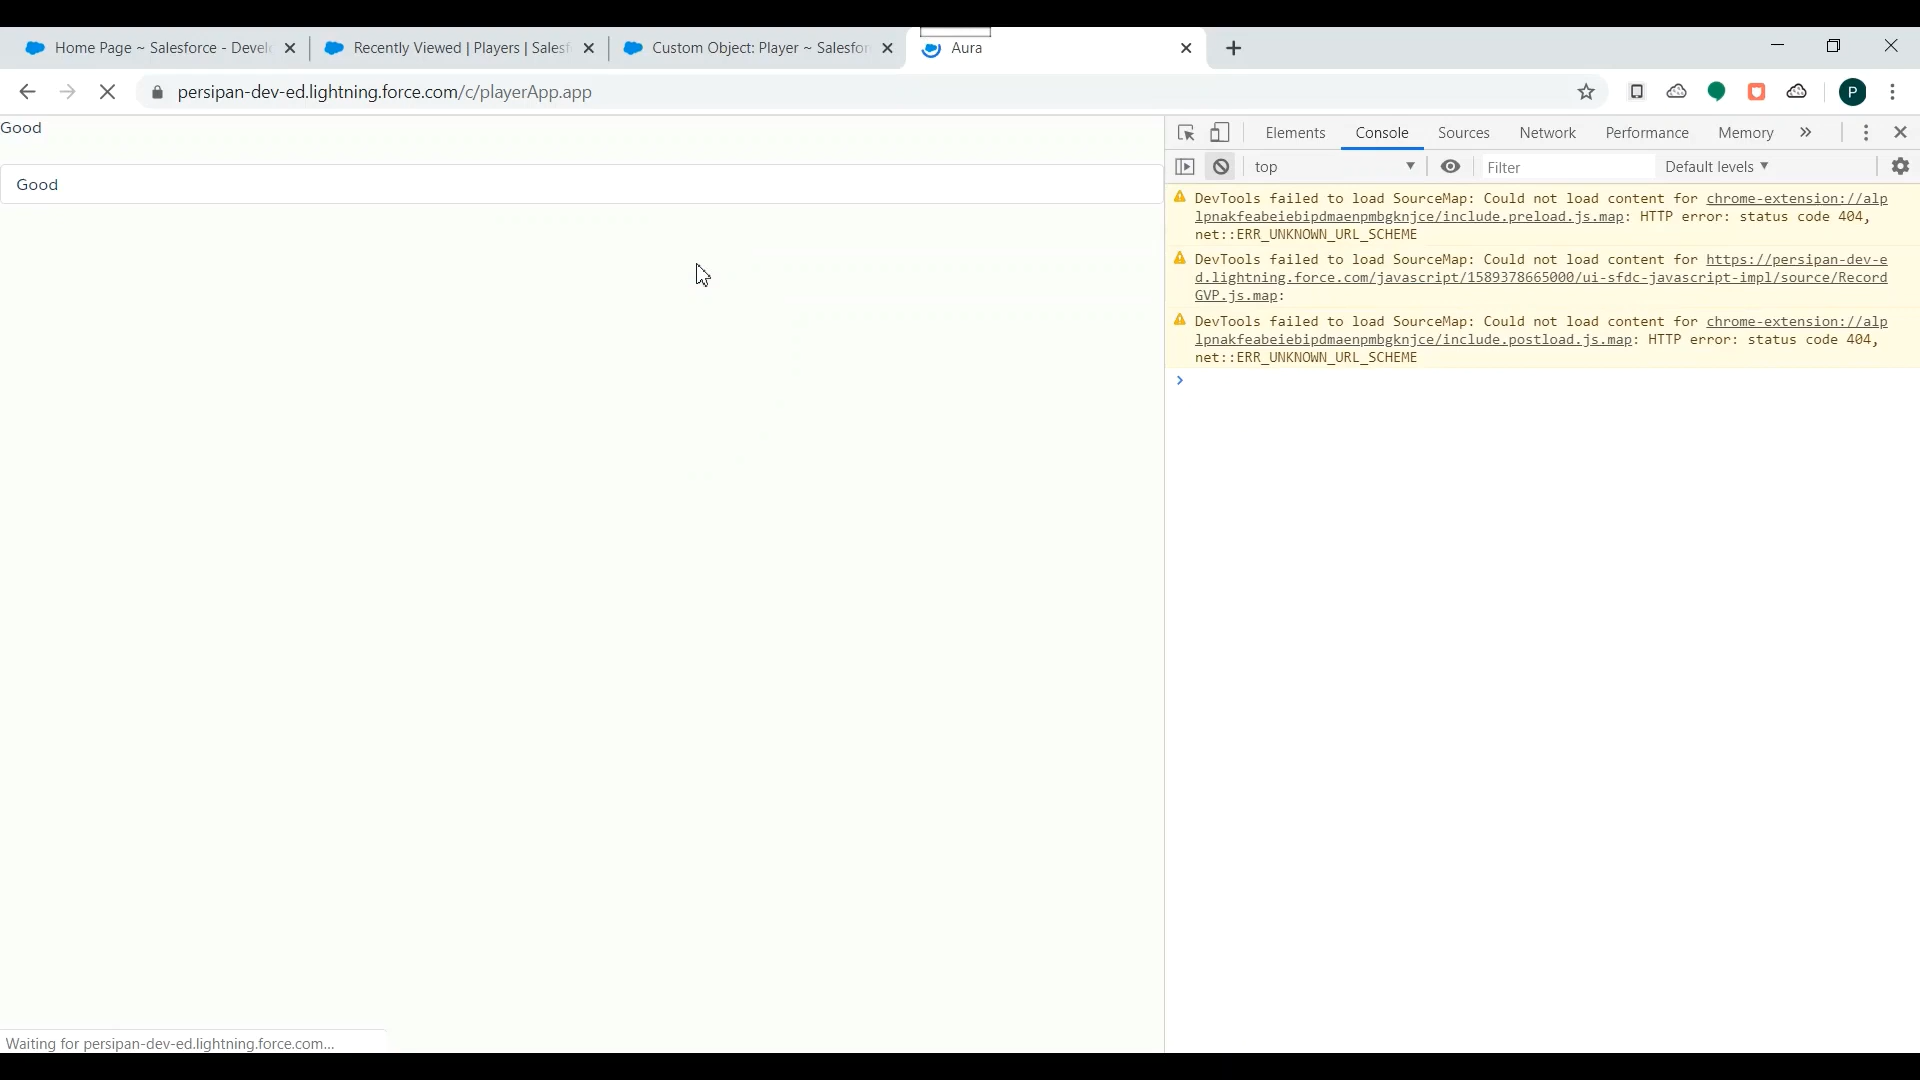 Home Page ~ Salesforce - Devel
Recently Viewed | Players | Salesf
Custom Object: Player ~ Salesfor
Aura
persipan-dev-ed.lightning.force.com/c/playerApp.app
P
Good
Good
Elements Console Sources Network Performance Memory
top
Filter
Default levels
DevTools failed to load SourceMap: Could not load content for chrome-extension://alp
lpnakfeabeiebipdmaenpmbgknjce/include.preload.js.map: HTTP error: status code 404,
net::ERR_UNKNOWN_URL_SCHEME
DevTools failed to load SourceMap: Could not load content for https://persipan-dev-e
d.lightning.force.com/javascript/1589378665000/ui-sfdc-javascript-impl/source/Record
GVP.js.map:
DevTools failed to load SourceMap: Could not load content for chrome-extension://alp
lpnakfeabeiebipdmaenpmbgknjce/include.postload.js.map: HTTP error: status code 404,
net::ERR_UNKNOWN_URL_SCHEME
Waiting for persipan-dev-ed.lightning.force.com...